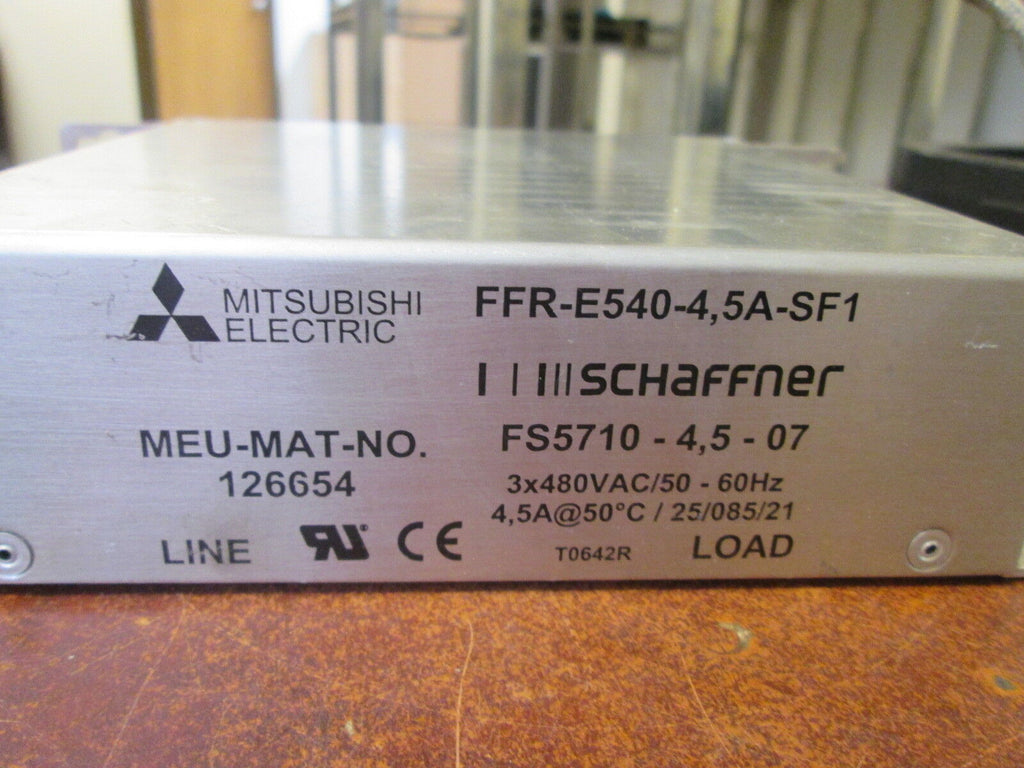 MITSUBISHI
ELECTRIC
FFR-E540-4,5A-SF1
SCHAFFNER
MEU-MAT-NO.
126654
FS5710 - 4,5 - 07
3x480VAC/50 - 60Hz
4,5A@50°C / 25/085/21
LINE
RU® CE
T0642R
LOAD